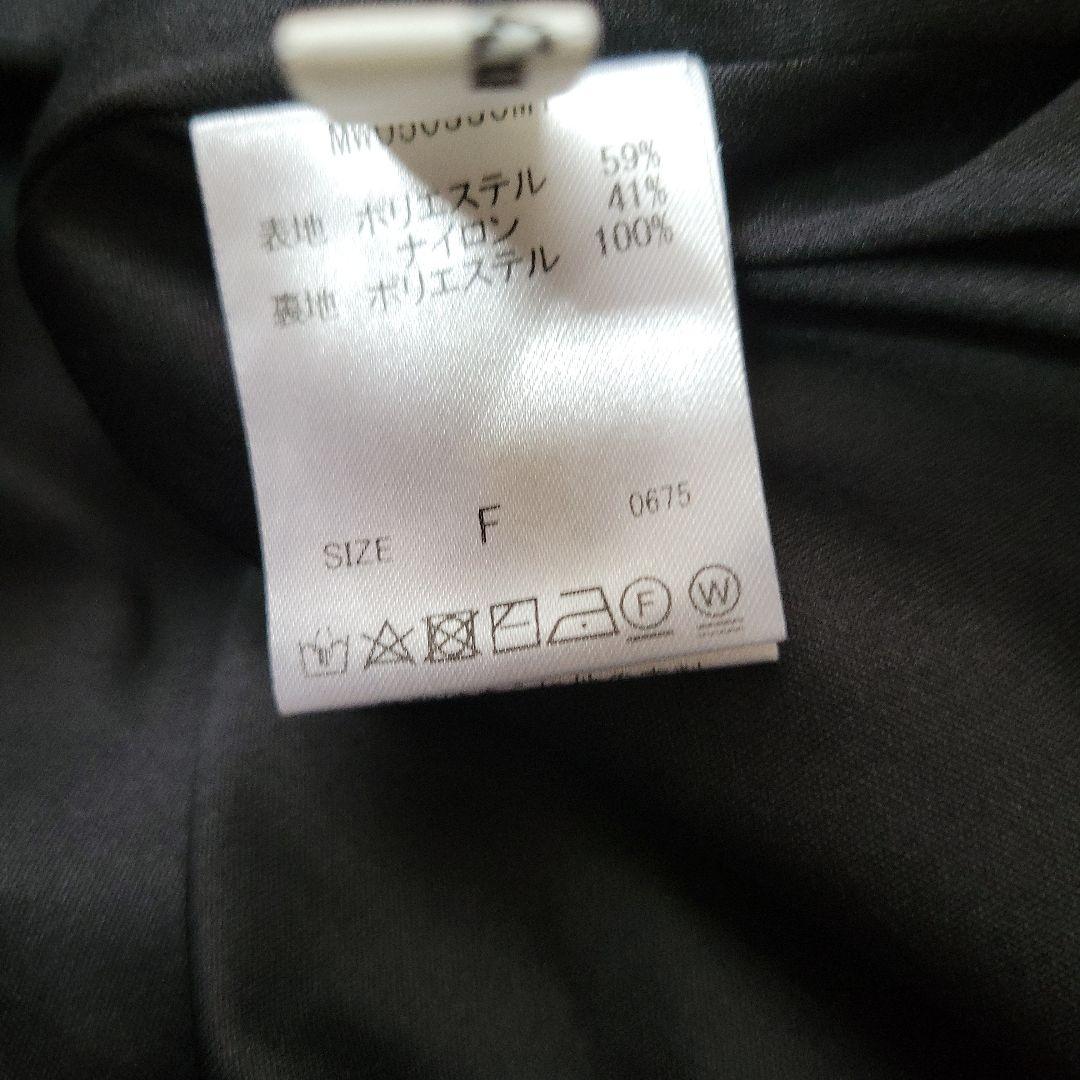 表地 ポリエステル 59%
ナイロン 41%
裏地 ポリエステル 100%
SIZE F 0675
F W